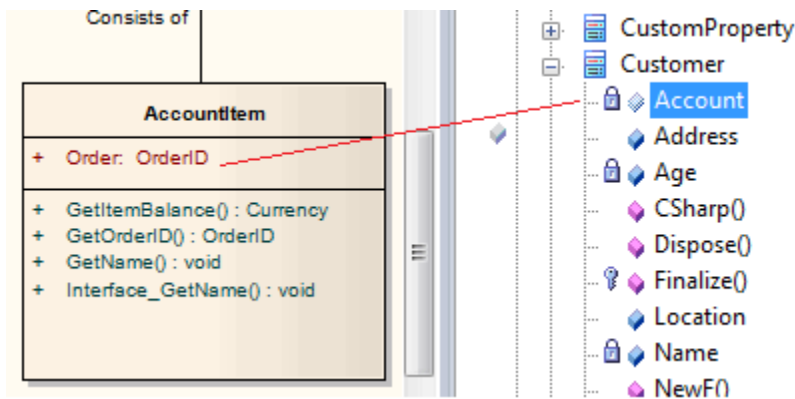 Consists of
AccountItem
+ Order: OrderID
+ GetItemBalance() : Currency
+ GetOrderID() : OrderID
+ GetName() : void
+ Interface_GetName() : void
CustomProperty
Customer
Account
Address
Age
CSharp()
Dispose()
Finalize()
Location
Name
NewF()